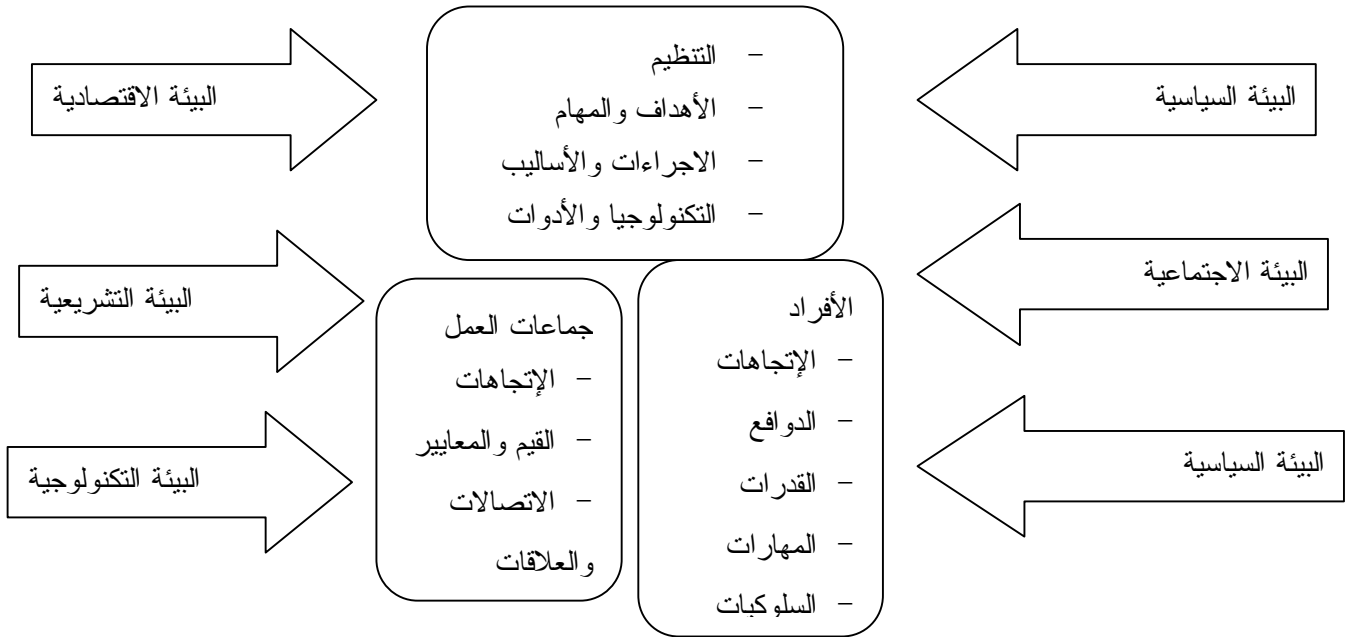 – التنظيم
– الأهداف والمهام
– الاجراءات والأساليب
– التكنولوجيا والأدوات
البيئة السياسية
البيئة الاجتماعية
البيئة السياسية
البيئة الاقتصادية
البيئة التشريعية
البيئة التكنولوجية
الأفراد
– الإتجاهات
– الدوافع
– القدرات
– المهارات
– السلوكيات
جماعات العمل
– الإتجاهات
– القيم والمعايير
– الاتصالات
والعلاقات